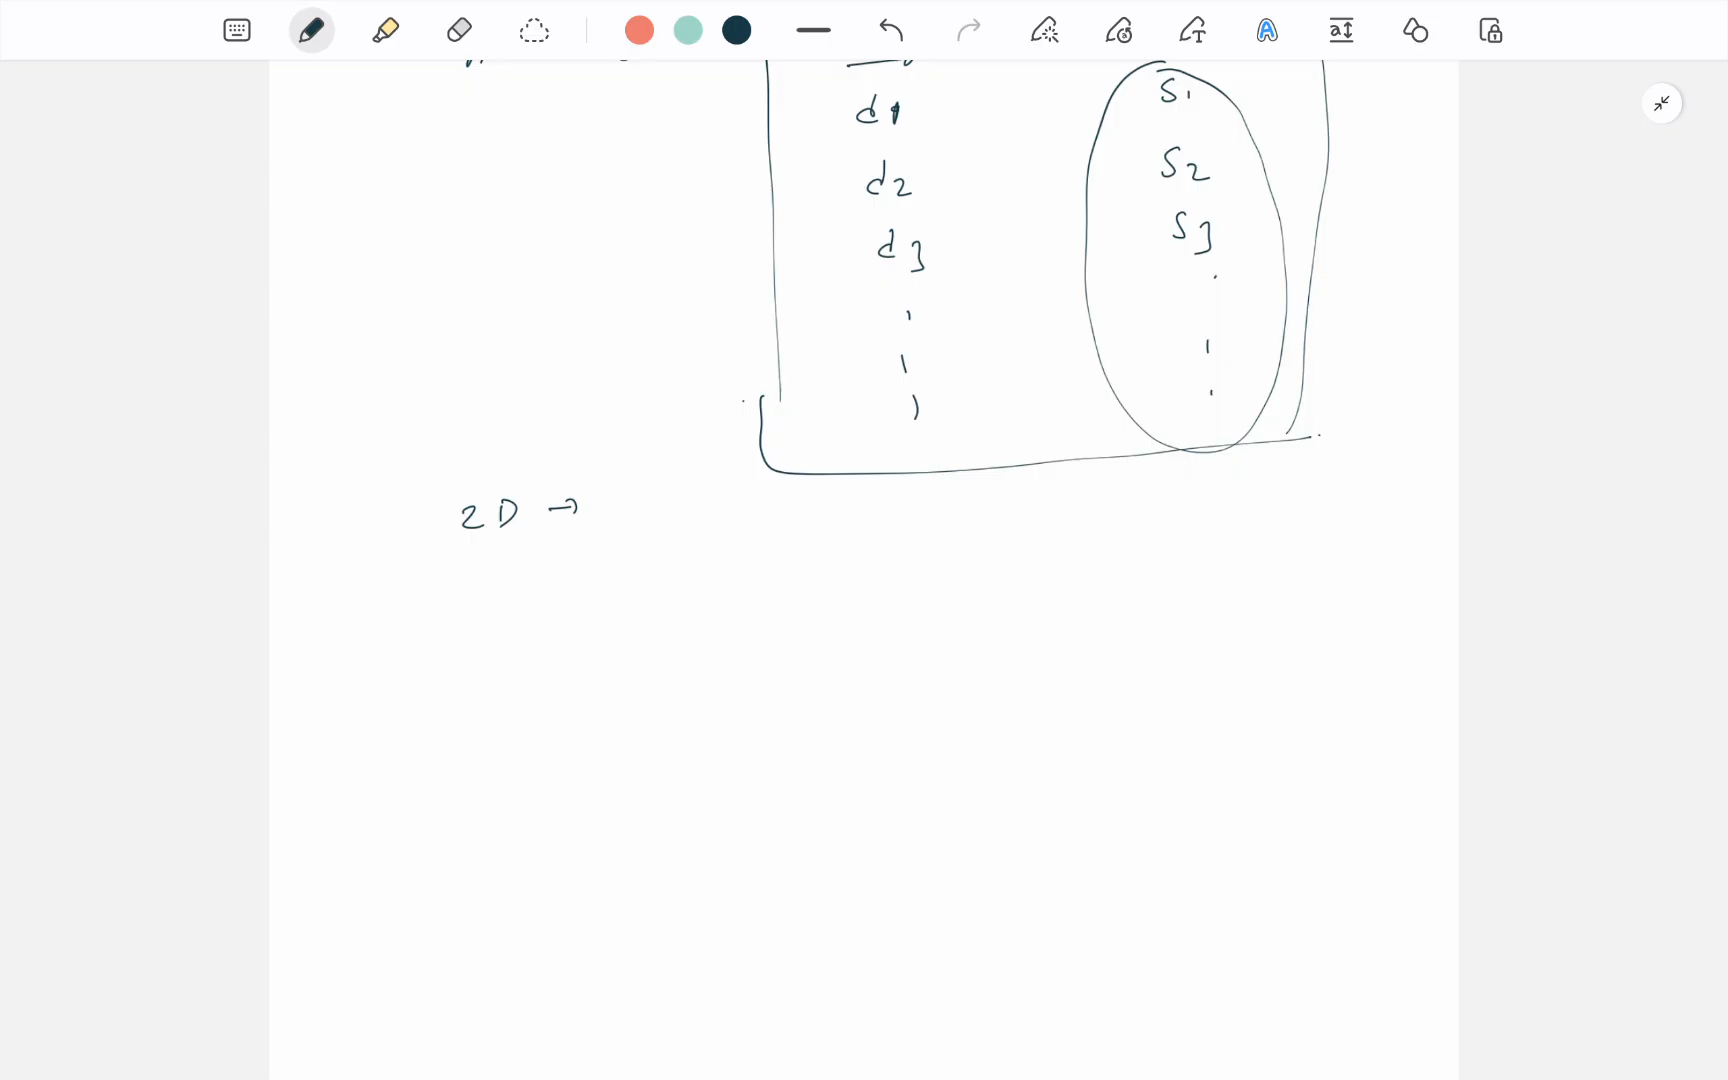 d1 S1
d2 S2
d3 S3
2D →